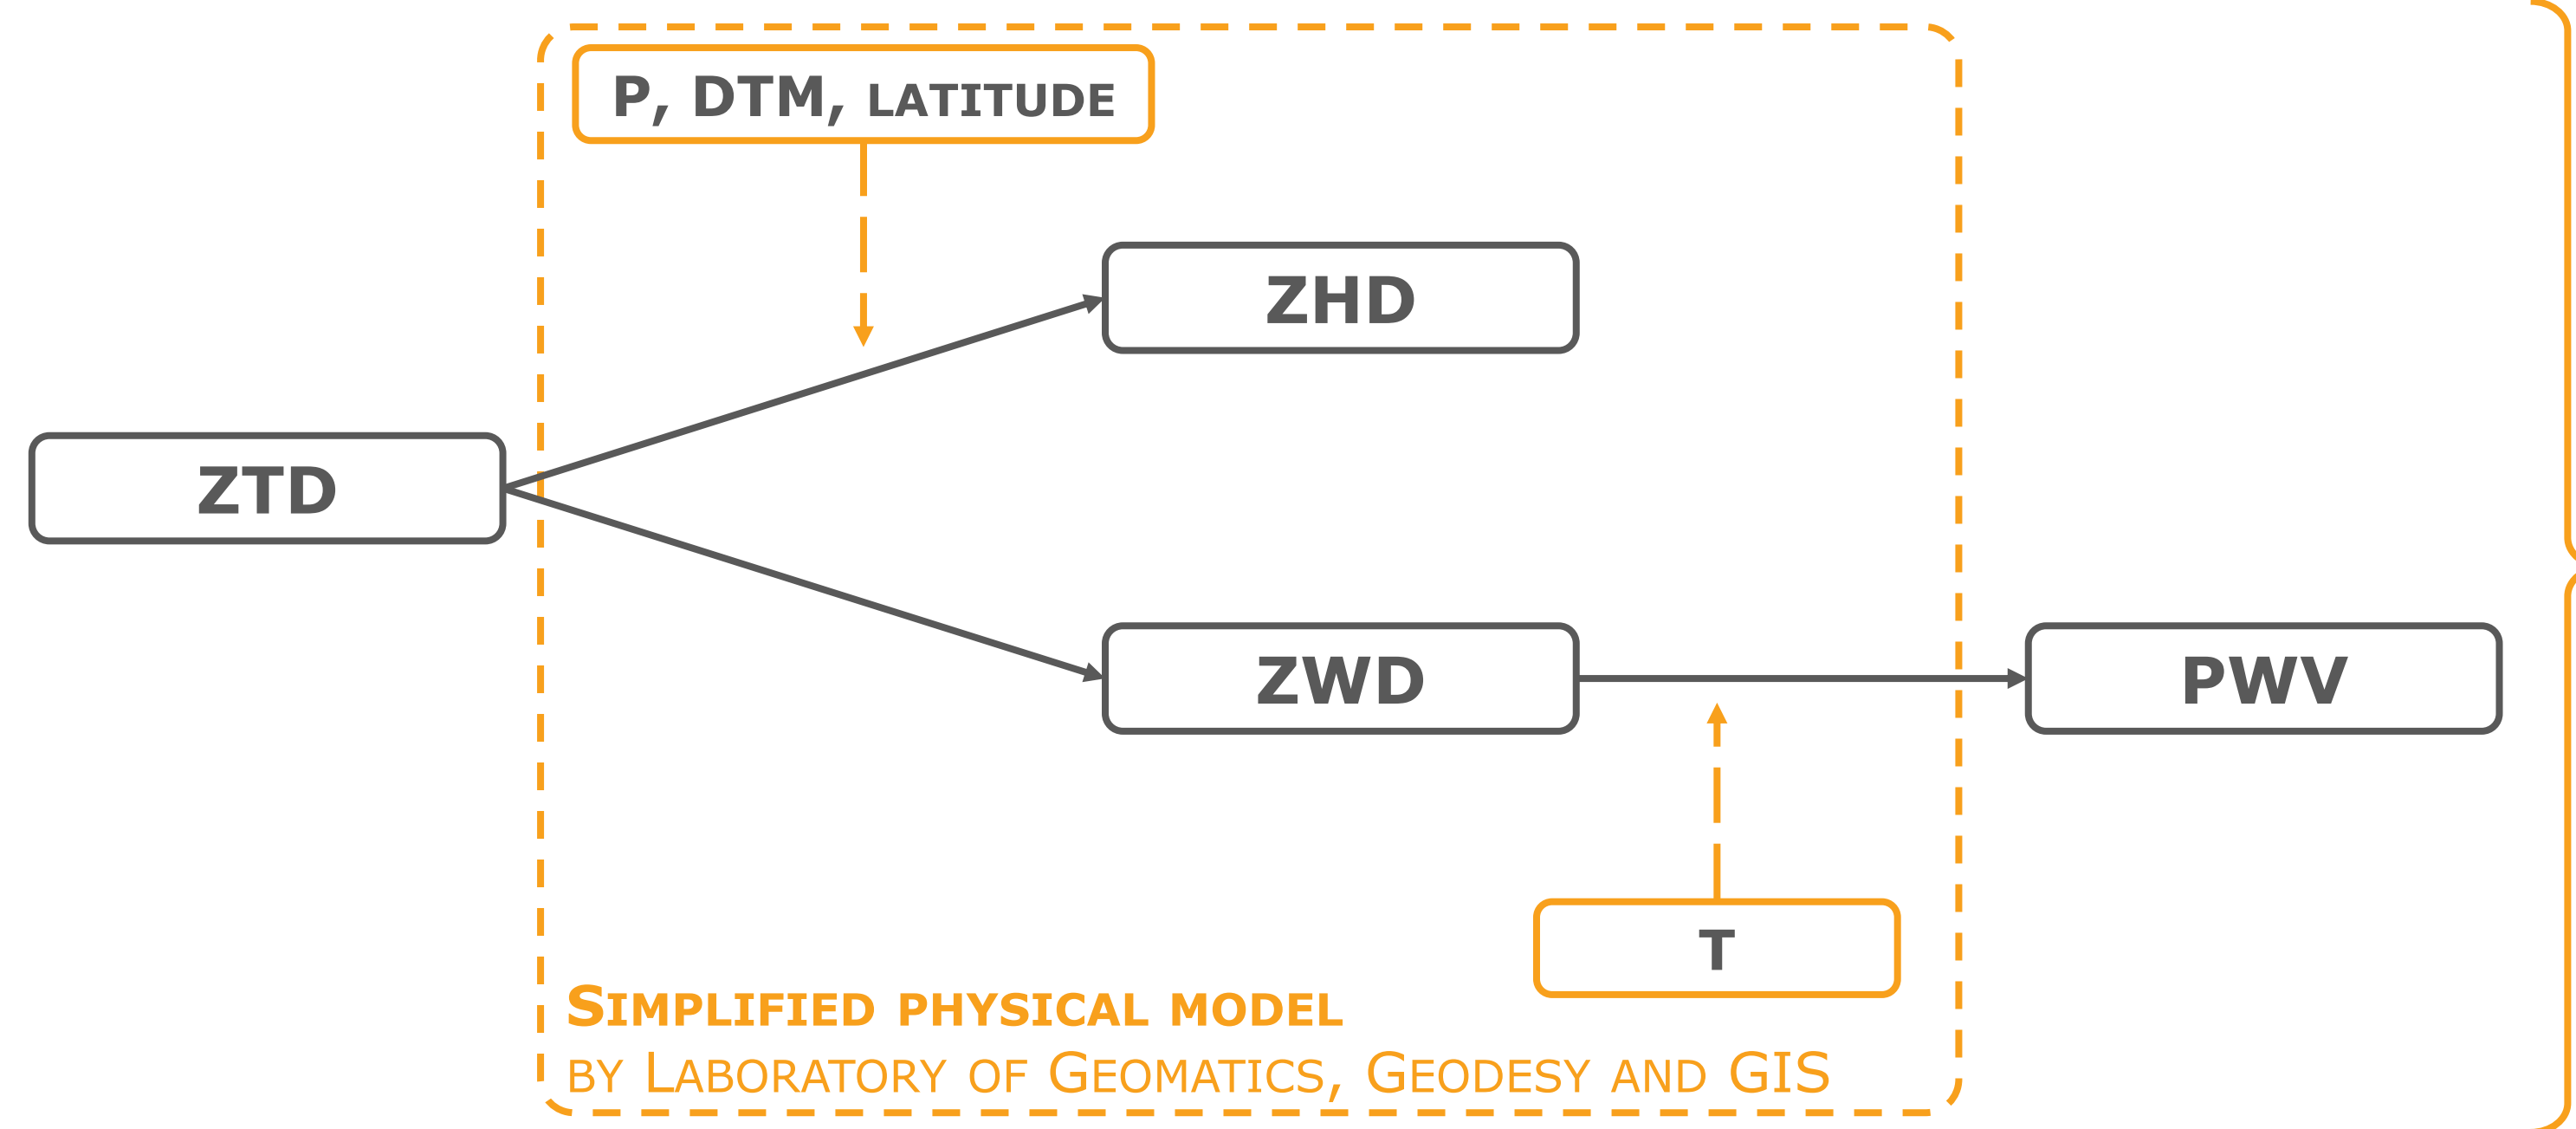 P, DTM, LATITUDE
ZHD
ZTD
ZWD
PWV
T
SIMPLIFIED PHYSICAL MODEL
BY LABORATORY OF GEOMATICS, GEODESY AND GIS